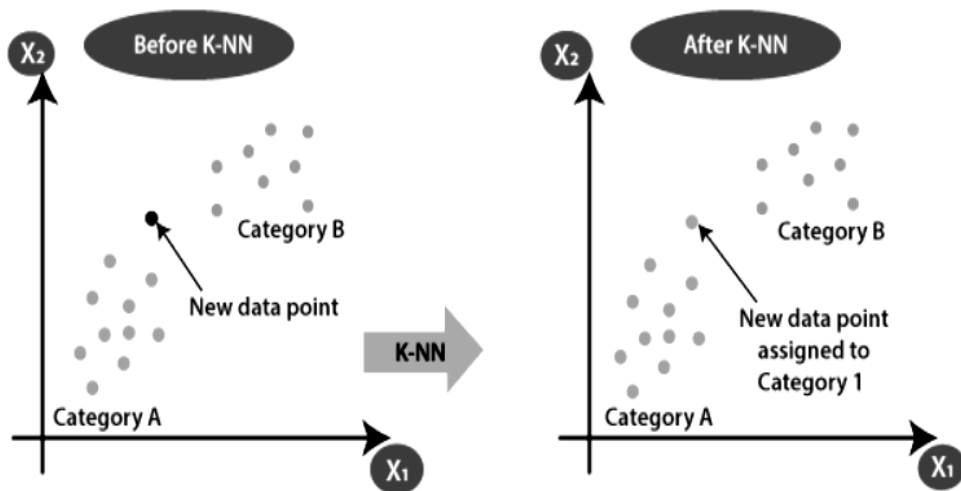 Before K-NN
X₂
Category B
New data point
Category A
X₁
K-NN
After K-NN
X₂
Category B
New data point
assigned to
Category 1
Category A
X₁